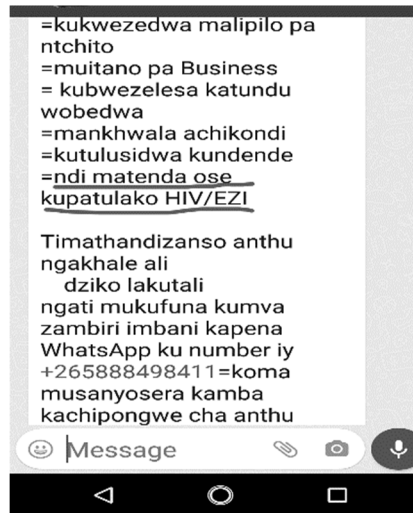 =kukwezedwa malipilo pa
ntchito
=muitano pa Business
= kubwezelesa katundu
wobedwa
=mankhwala achikondi
=kutulusidwa kundende
=ndi matenda ose
kupatulako HIV/EZI
Timathandizanso anthu
ngakhale ali
dziko lakutali
ngati mukufuna kumva
zambiri imbani kapena
WhatsApp ku number iy
+265888498411=koma
musanyosera kamba
kachipongwe cha anthu
Message